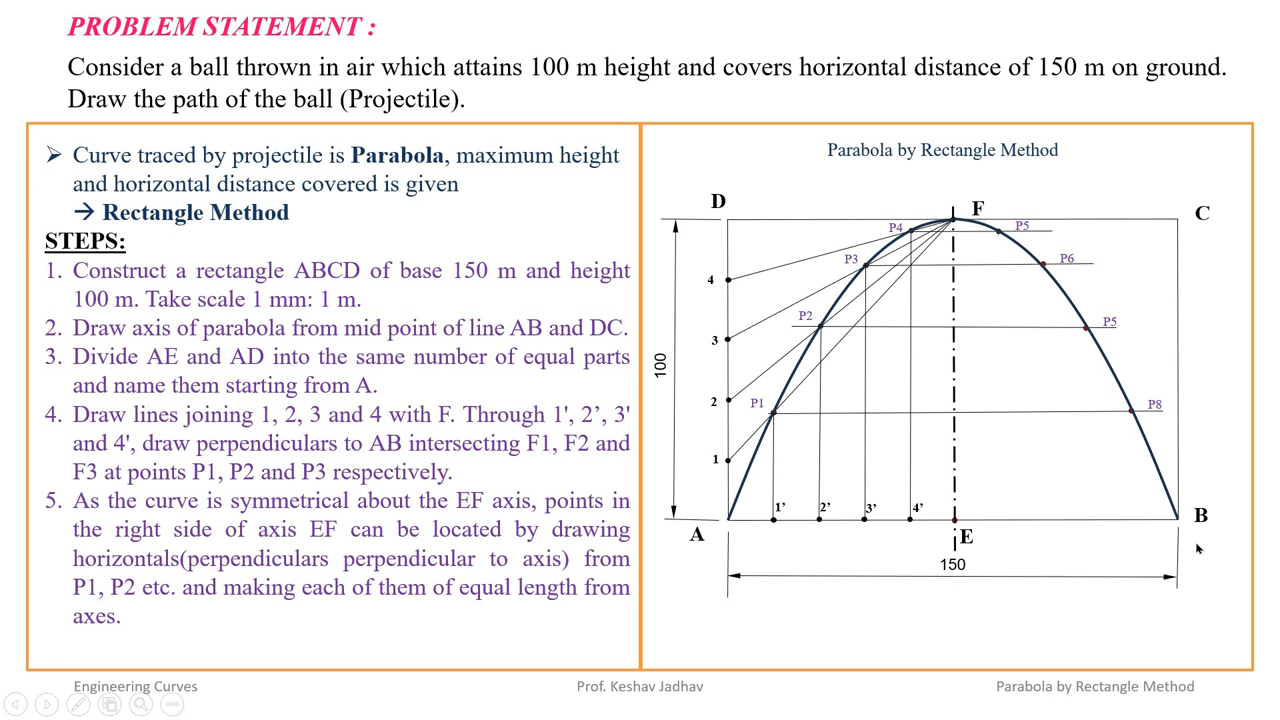 PROBLEM STATEMENT :
Consider a ball thrown in air which attains 100 m height and covers horizontal distance of 150 m on ground.
Draw the path of the ball (Projectile).
➢ Curve traced by projectile is Parabola, maximum height
and horizontal distance covered is given
→ Rectangle Method
STEPS:
1. Construct a rectangle ABCD of base 150 m and height
100 m. Take scale 1 mm: 1 m.
2. Draw axis of parabola from mid point of line AB and DC.
3. Divide AE and AD into the same number of equal parts
and name them starting from A.
4. Draw lines joining 1, 2, 3 and 4 with F. Through 1', 2’, 3'
and 4', draw perpendiculars to AB intersecting F1, F2 and
F3 at points P1, P2 and P3 respectively.
5. As the curve is symmetrical about the EF axis, points in
the right side of axis EF can be located by drawing
horizontals(perpendiculars perpendicular to axis) from
P1, P2 etc. and making each of them of equal length from
axes.
Parabola by Rectangle Method
D
F
C
P4
P5
P3
P6
4
P2
P5
3
100
2
P1
P8
1
1’
2’
3’
4’
A
E
B
150
Engineering Curves
Prof. Keshav Jadhav
Parabola by Rectangle Method